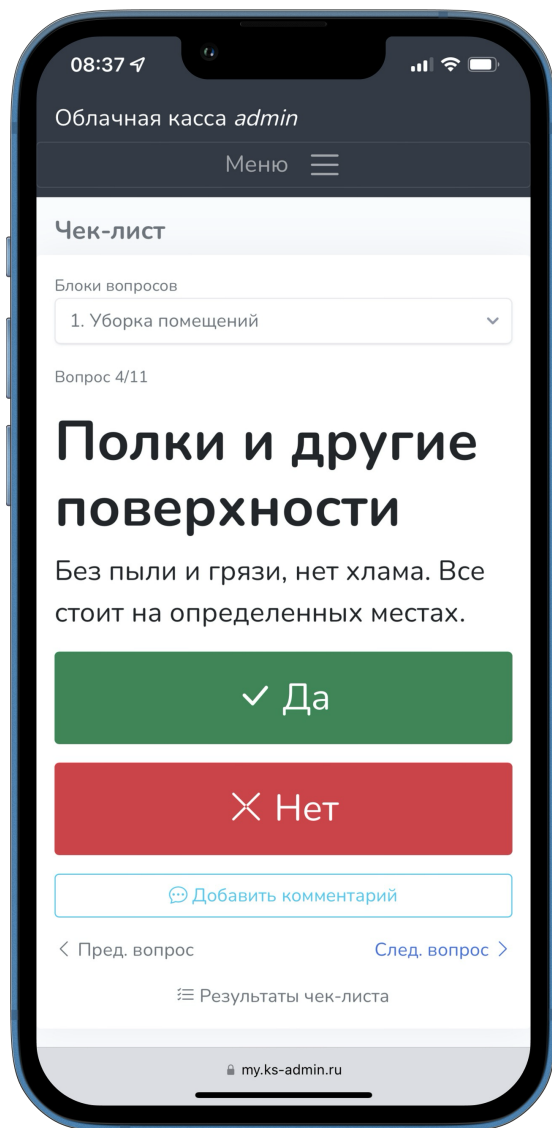 08:37
Облачная касса admin
Меню
Чек-лист
Блоки вопросов
1. Уборка помещений
Вопрос 4/11
Полки и другие
поверхности
Без пыли и грязи, нет хлама. Все
стоит на определенных местах.
Да
Нет
Добавить комментарий
Пред. вопрос
След. вопрос
Результаты чек-листа
my.ks-admin.ru